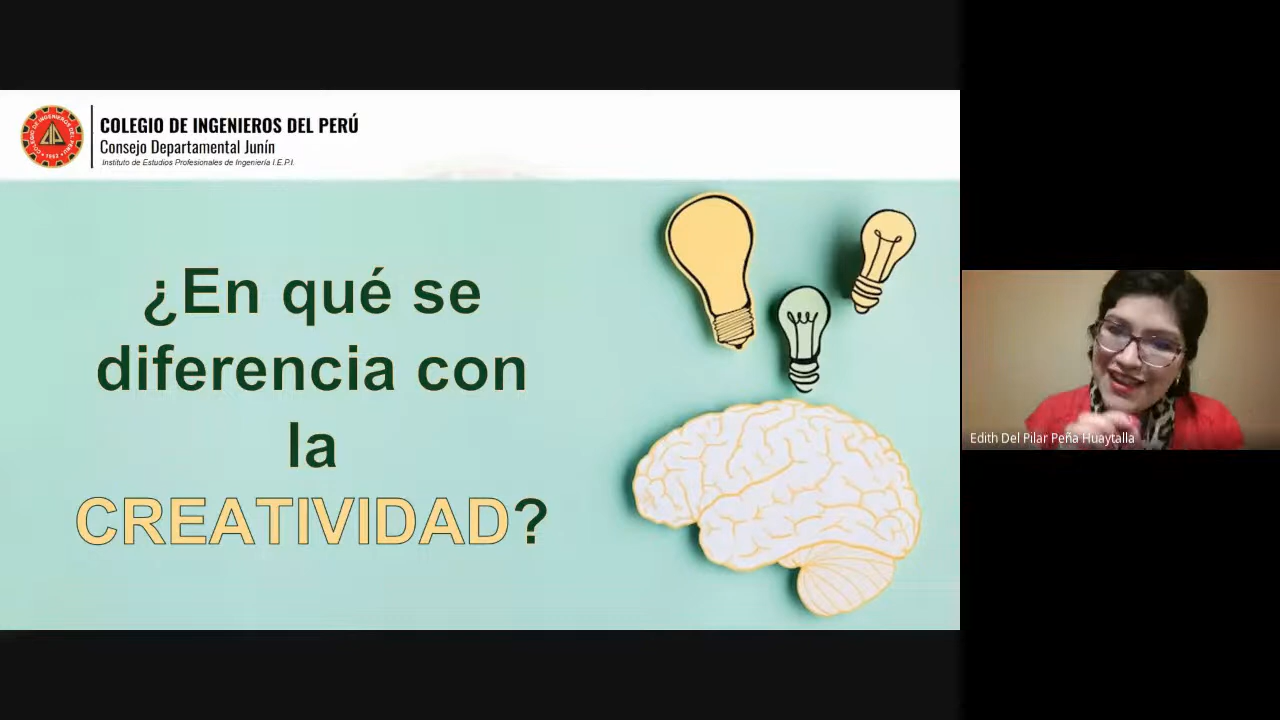 COLEGIO DE INGENIEROS DEL PERÚ
Consejo Departamental Junín
Instituto de Estudios Profesionales de Ingeniería I.E.P.I.
¿En qué se
diferencia con
la
CREATIVIDAD?
Edith Del Pilar Peña Huaytalla